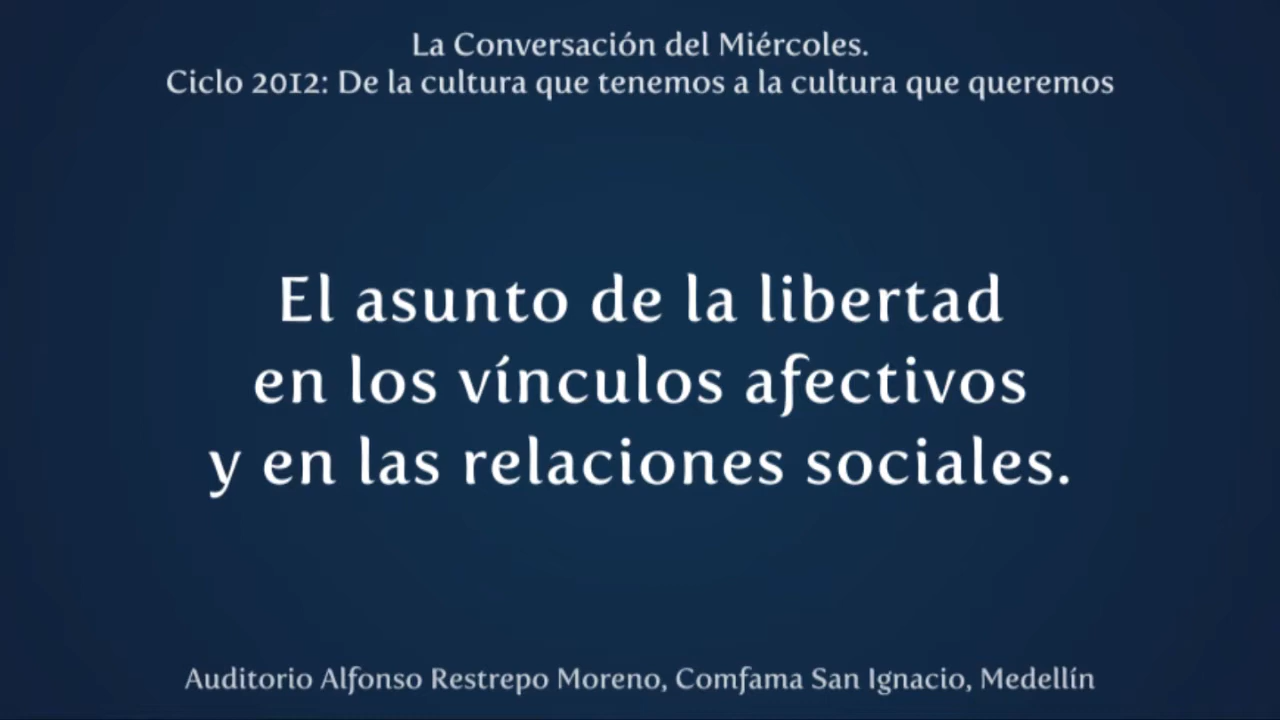 La Conversación del Miércoles.
Ciclo 2012: De la cultura que tenemos a la cultura que queremos
El asunto de la libertad
en los vínculos afectivos
y en las relaciones sociales.
Auditorio Alfonso Restrepo Moreno, Comfama San Ignacio, Medellín